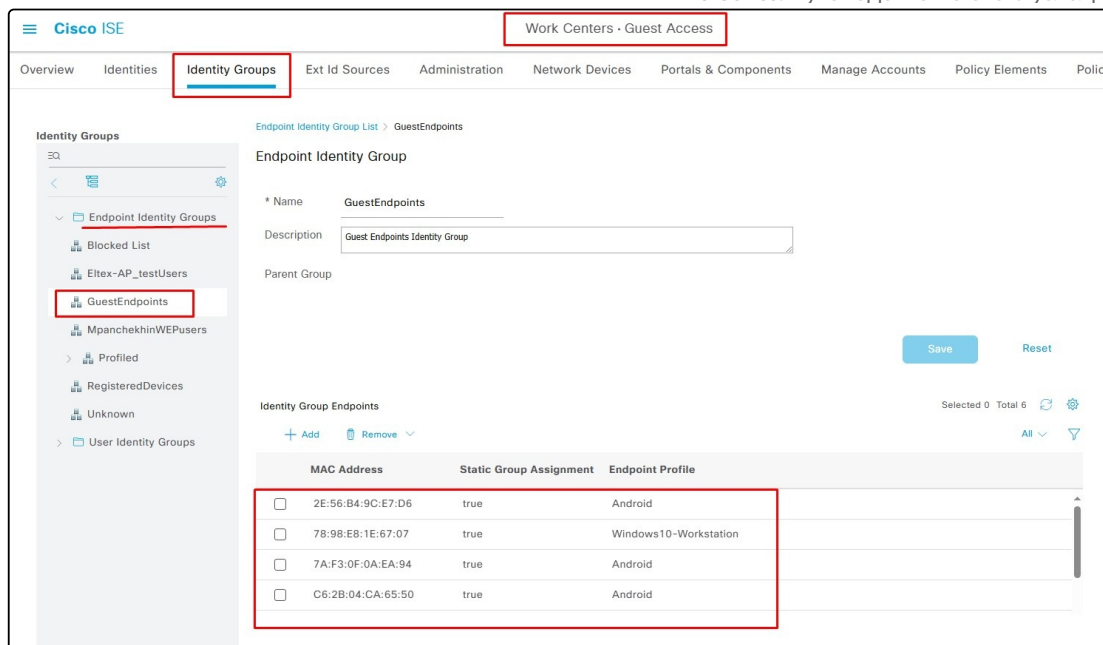 Cisco ISE
Work Centers · Guest Access
Overview Identities Identity Groups Ext Id Sources Administration Network Devices Portals & Components Manage Accounts Policy Elements
Identity Groups
Endpoint Identity Groups
Blocked List
Eltex-AP_testUsers
GuestEndpoints
MpanchekhinWEPusers
Profiled
RegisteredDevices
Unknown
User Identity Groups
Endpoint Identity Group List > GuestEndpoints
Endpoint Identity Group
* Name GuestEndpoints
Description Guest Endpoints Identity Group
Parent Group
Save Reset
Identity Group Endpoints Selected 0 Total 6
+ Add Remove All
MAC Address Static Group Assignment Endpoint Profile
2E:56:B4:9C:E7:D6 true Android
78:98:E8:1E:67:07 true Windows10-Workstation
7A:F3:0F:0A:EA:94 true Android
C6:2B:04:CA:65:50 true Android